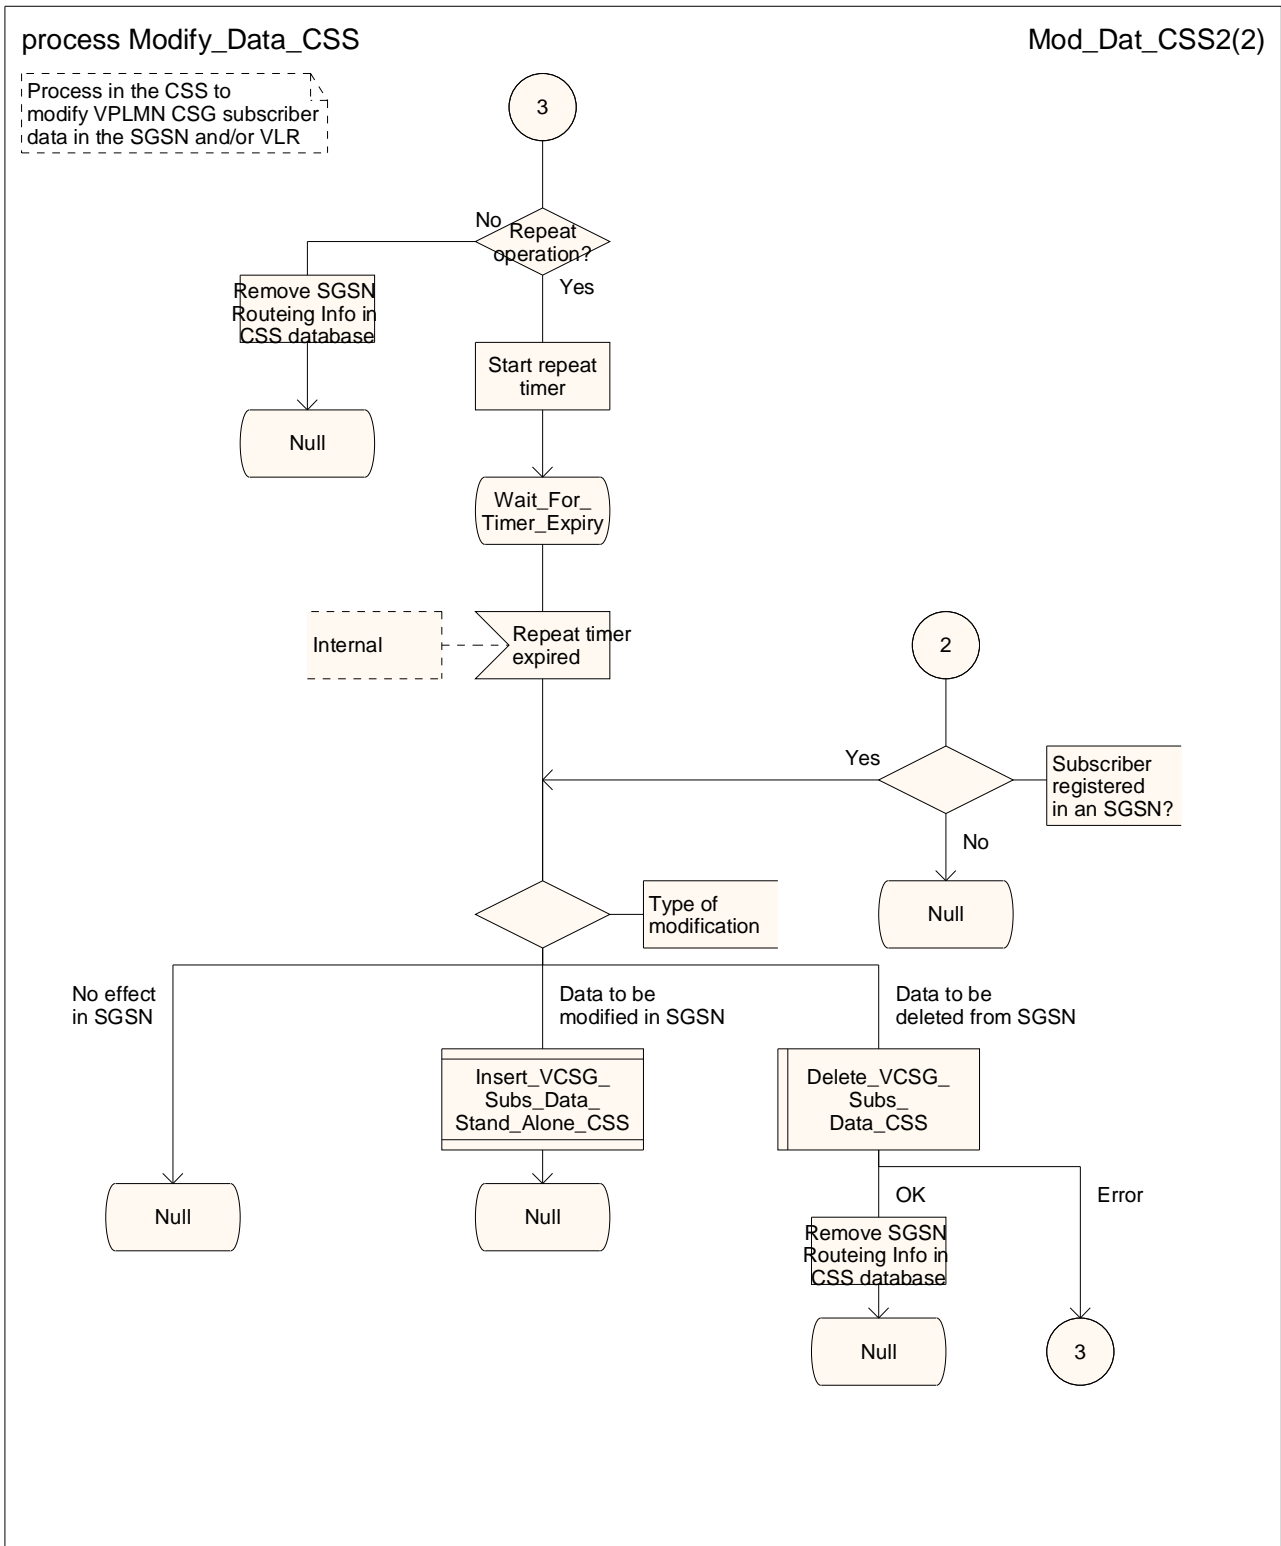 process Modify_Data_CSS
Mod_Dat_CSS2(2)
Process in the CSS to
modify VPLMN CSG subscriber
data in the SGSN and/or VLR
3
No
Repeat
operation?
Yes
Remove SGSN
Routeing Info in
CSS database
Start repeat
timer
Null
Wait_For_
Timer_Expiry
Internal
Repeat timer
expired
2
Yes
Subscriber
registered
in an SGSN?
No
Type of
modification
Null
No effect
in SGSN
Data to be
modified in SGSN
Data to be
deleted from SGSN
Insert_VCSG_
Subs_Data_
Stand_Alone_CSS
Delete_VCSG_
Subs_
Data_CSS
Null
Null
OK
Error
Remove SGSN
Routeing Info in
CSS database
Null
3